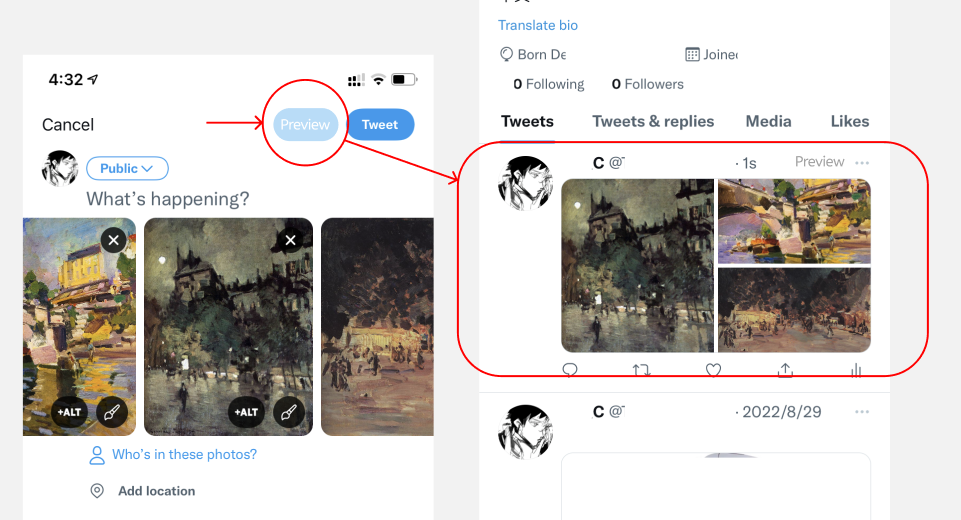 4:32
Cancel
Preview
Tweet
Public
What's happening?
+ALT
+ALT
Who's in these photos?
Add location
Translate bio
Born De
Joined
0 Following
0 Followers
Tweets
Tweets & replies
Media
Likes
C @
· 1s
Preview
C @
· 2022/8/29